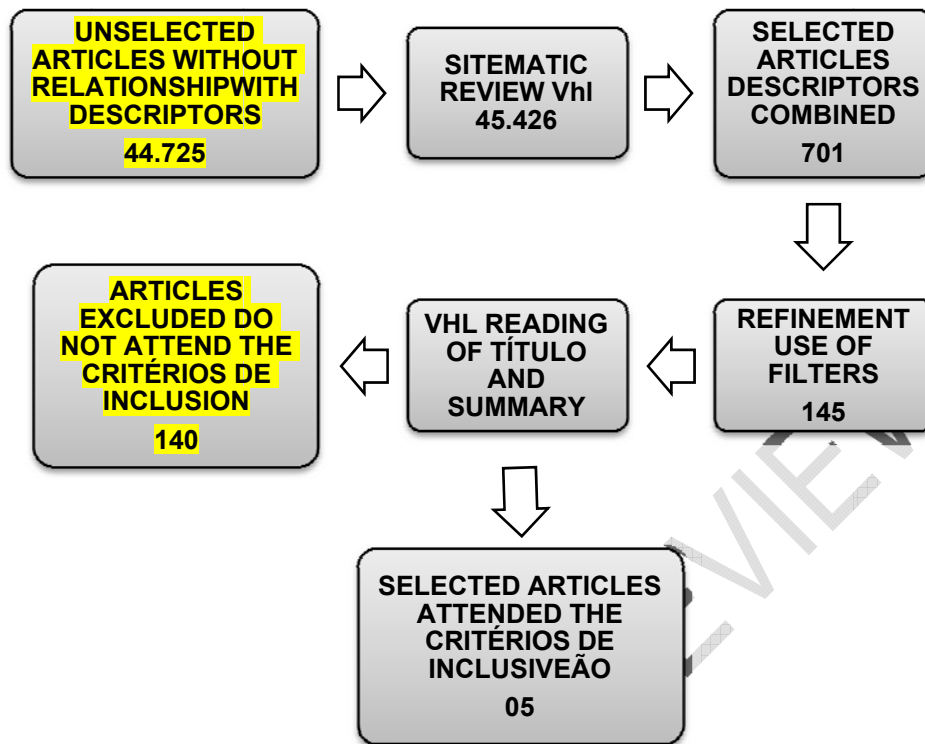 UNSELECTED
ARTICLES WITHOUT
RELATIONSHIPWITH
DESCRIPTORS
44.725
SITEMATIC
REVIEW Vhl
45.426
SELECTED
ARTICLES
DESCRIPTORS
COMBINED
701
ARTICLES
EXCLUDED DO
NOT ATTEND THE
CRITÉRIOS DE
INCLUSION
140
VHL READING
OF TÍTULO
AND
SUMMARY
REFINEMENT
USE OF
FILTERS
145
SELECTED ARTICLES
ATTENDED THE
CRITÉRIOS DE
INCLUSIVEÃO
05